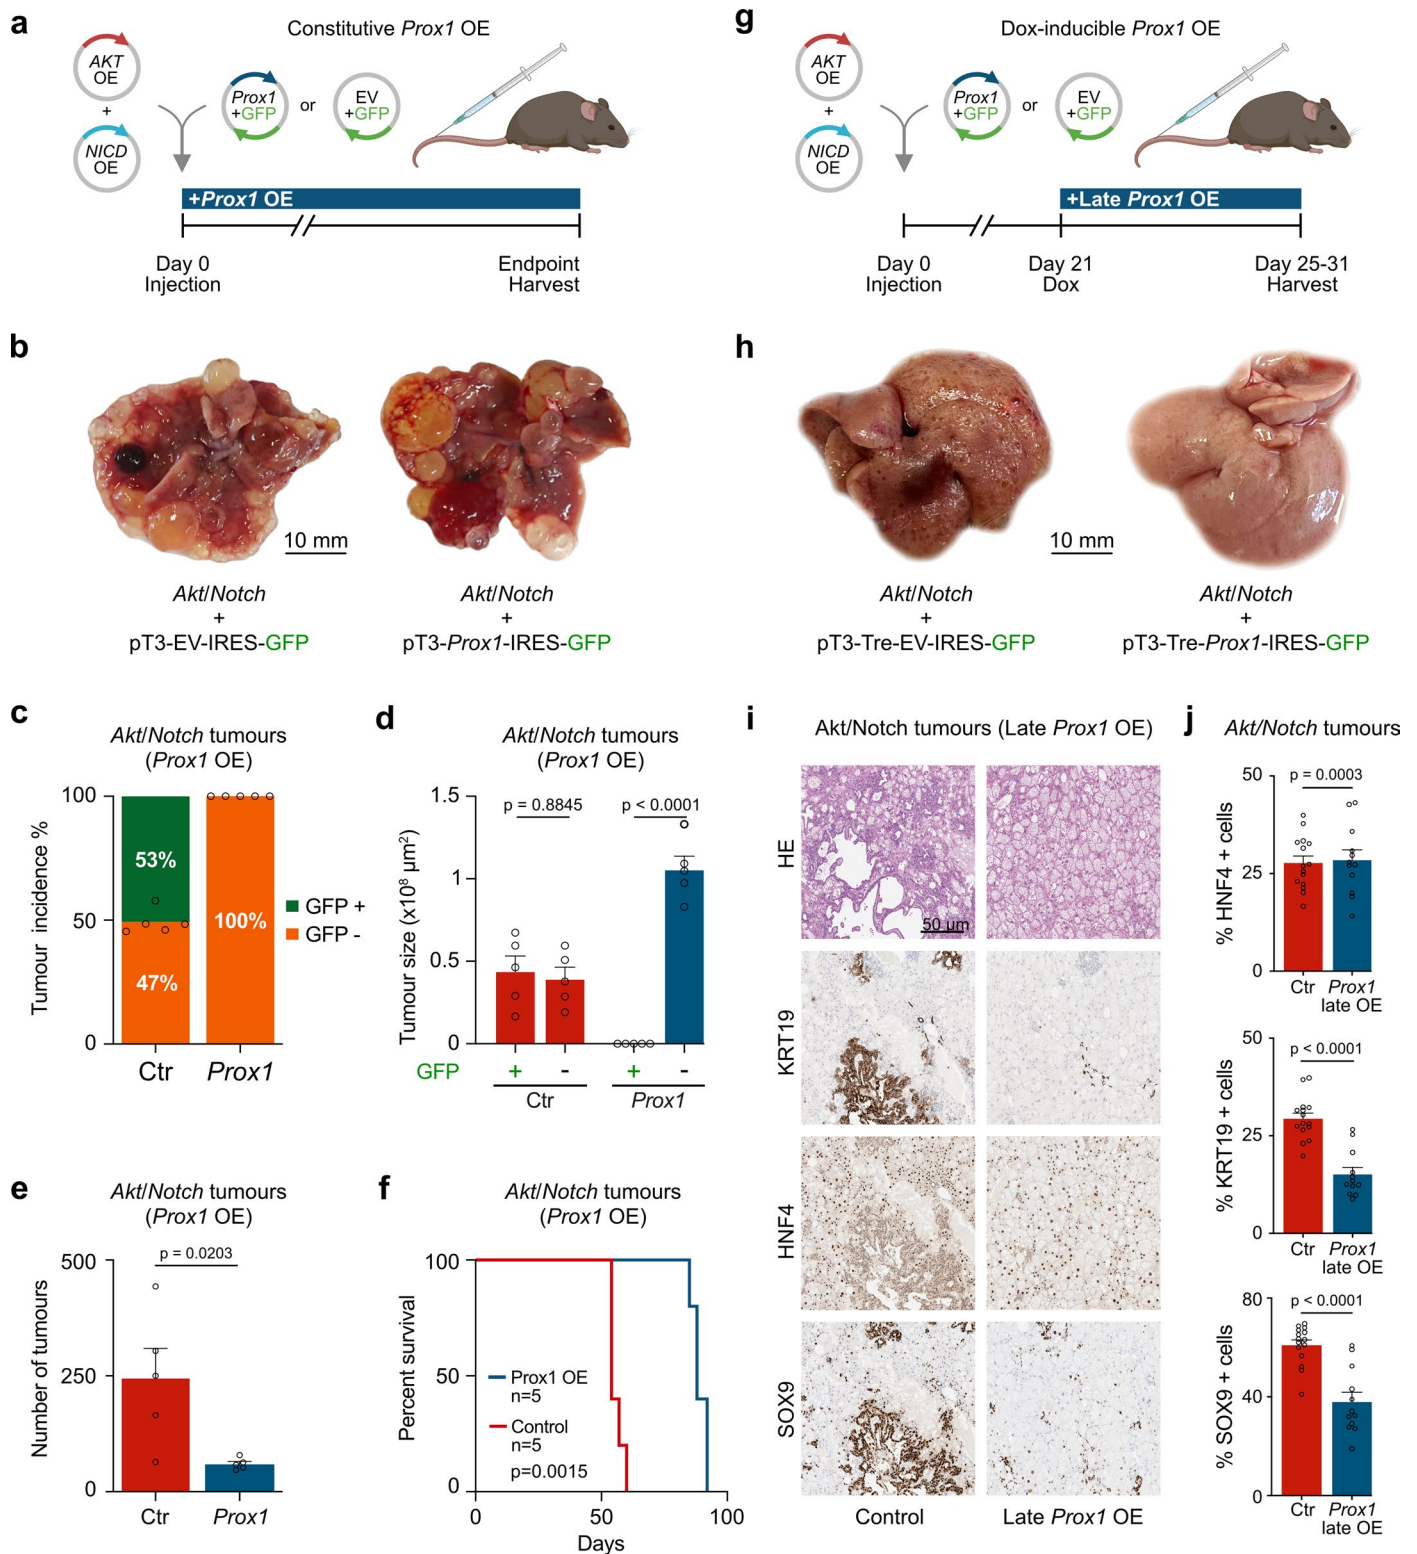 a
Constitutive Prox1 OE
AKT
OE
+
NICD
OE
Prox1
+GFP
or
EV
+GFP
+Prox1 OE
Day 0
Injection
Endpoint
Harvest
g
Dox-inducible Prox1 OE
AKT
OE
+
NICD
OE
Prox1
+GFP
or
EV
+GFP
+Late Prox1 OE
Day 0
Injection
Day 21
Dox
Day 25-31
Harvest
b
10 mm
Akt/Notch
+
pT3-EV-IRES-GFP
Akt/Notch
+
pT3-Prox1-IRES-GFP
h
10 mm
Akt/Notch
+
pT3-Tre-EV-IRES-GFP
Akt/Notch
+
pT3-Tre-Prox1-IRES-GFP
c
Akt/Notch tumours
(Prox1 OE)
Tumour incidence %
100
50
0
53%
47%
100%
GFP +
GFP -
Ctr
Prox1
d
Akt/Notch tumours
(Prox1 OE)
Tumour size (x10⁸ µm²)
1.5
1
0.5
0
p = 0.8845
p < 0.0001
GFP
+
-
+
-
Ctr
Prox1
e
Akt/Notch tumours
(Prox1 OE)
Number of tumours
500
250
0
p = 0.0203
Ctr
Prox1
f
Akt/Notch tumours
(Prox1 OE)
Percent survival
100
50
0
Prox1 OE
n=5
Control
n=5
p=0.0015
0
50
100
Days
i
Akt/Notch tumours (Late Prox1 OE)
HE
50 µm
KRT19
HNF4
SOX9
Control
Late Prox1 OE
j
Akt/Notch tumours
% HNF4 + cells
50
25
0
p = 0.0003
Ctr
Prox1
late OE
% KRT19 + cells
50
25
0
p < 0.0001
Ctr
Prox1
late OE
% SOX9 + cells
80
40
0
p < 0.0001
Ctr
Prox1
late OE